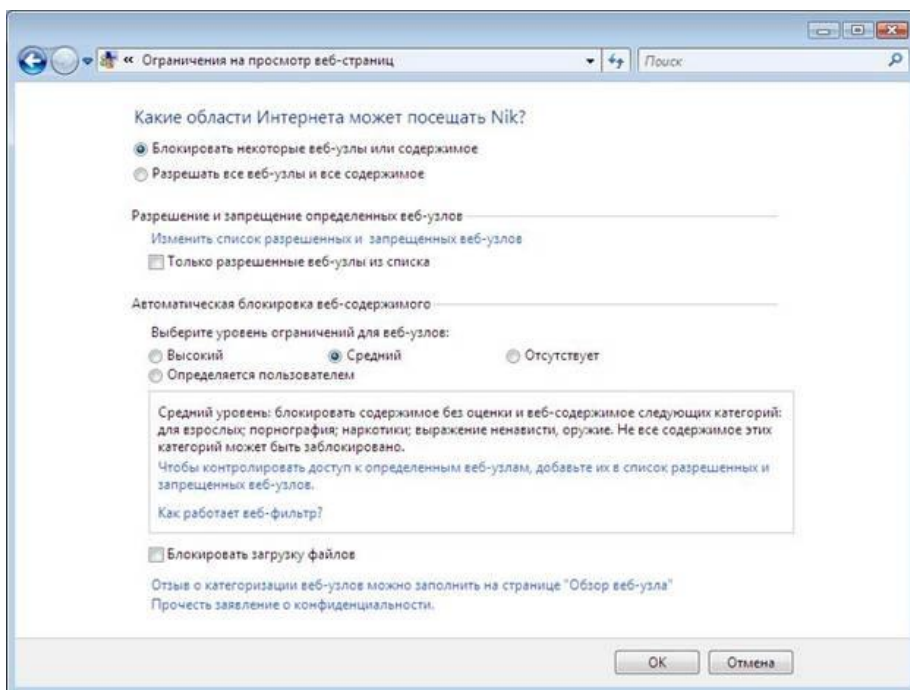 « Ограничения на просмотр веб-страниц
Поиск
Какие области Интернета может посещать Nik?
Блокировать некоторые веб-узлы или содержимое
Разрешать все веб-узлы и все содержимое
Разрешение и запрещение определенных веб-узлов
Изменить список разрешенных и запрещенных веб-узлов
Только разрешенные веб-узлы из списка
Автоматическая блокировка веб-содержимого
Выберите уровень ограничений для веб-узлов:
Высокий Средний Отсутствует
Определяется пользователем
Средний уровень: блокировать содержимое без оценки и веб-содержимое следующих категорий:
для взрослых; порнография; наркотики; выражение ненависти, оружие. Не все содержимое этих
категорий может быть заблокировано.
Чтобы контролировать доступ к определенным веб-узлам, добавьте их в список разрешенных и
запрещенных веб-узлов.
Как работает веб-фильтр?
Блокировать загрузку файлов
Отзыв о категоризации веб-узлов можно заполнить на странице "Обзор веб-узла"
Прочесть заявление о конфиденциальности.
OK Отмена